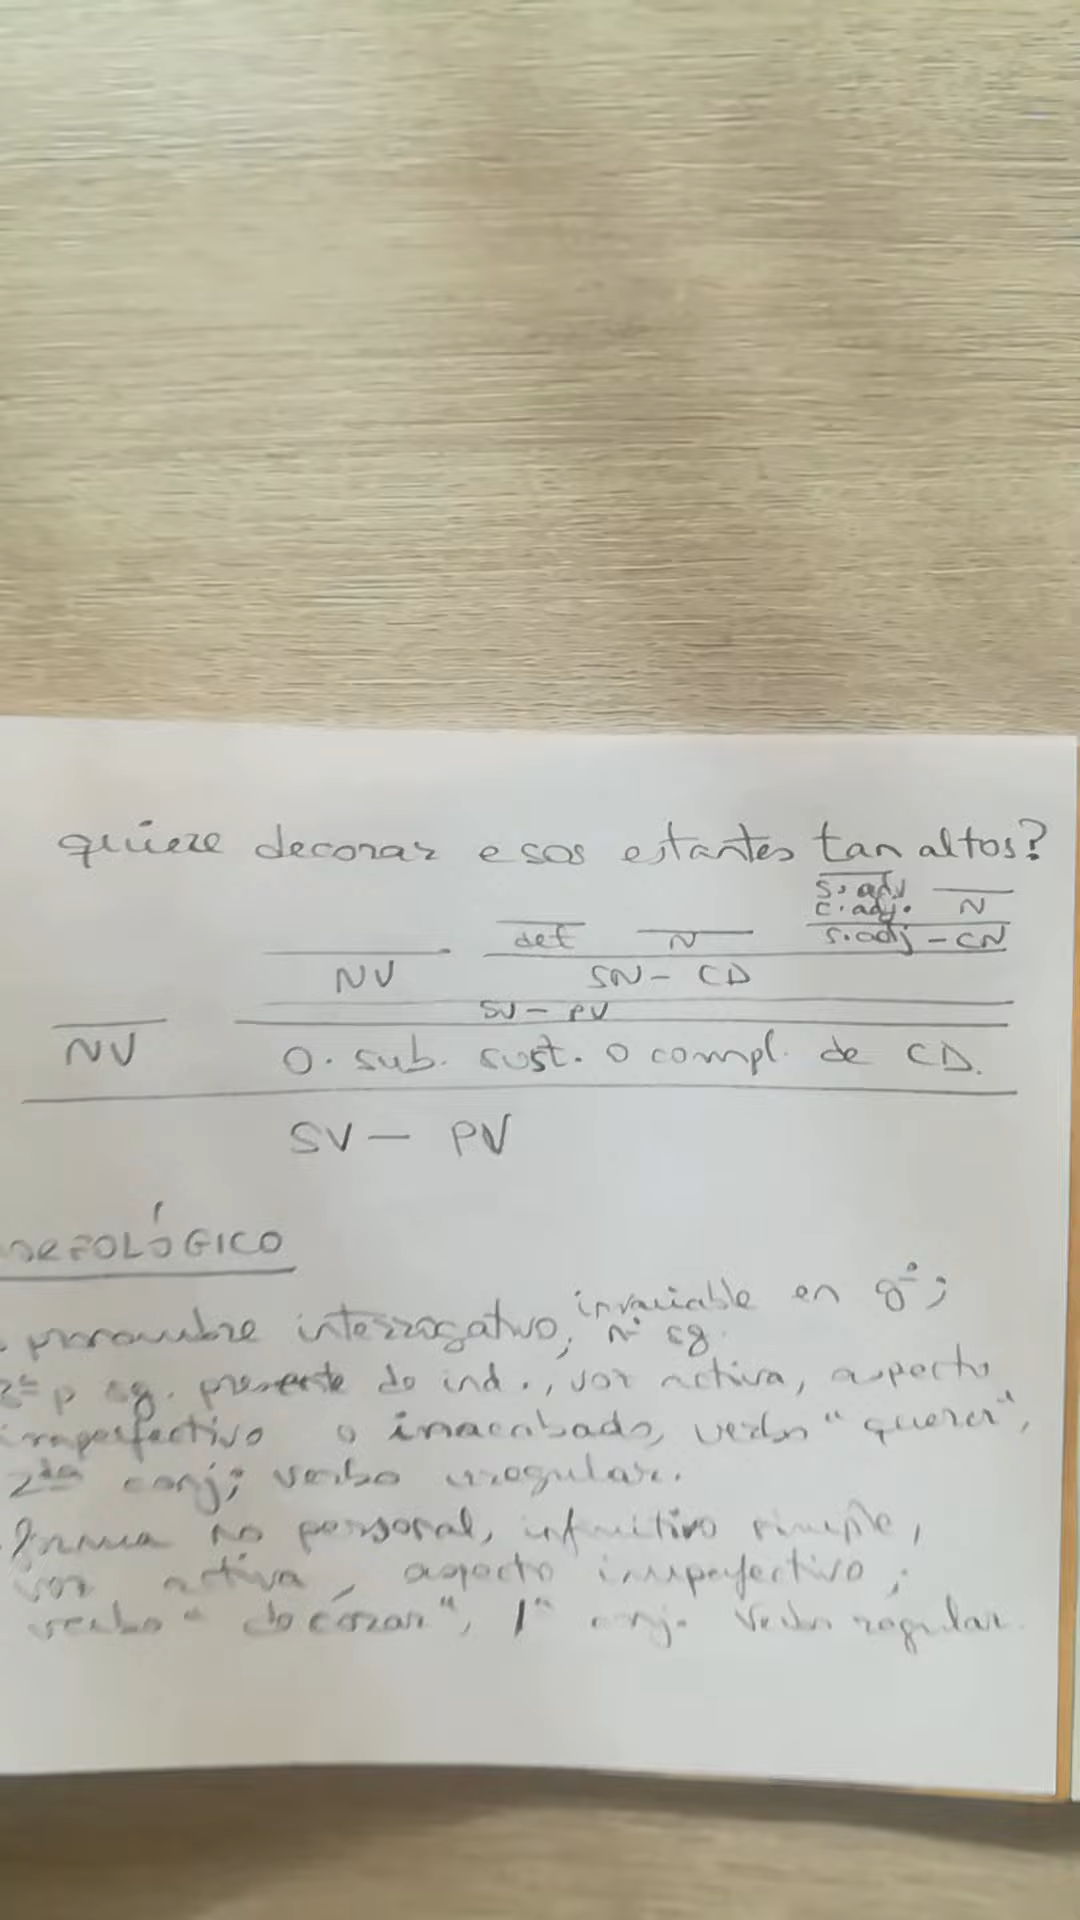 quiere decorar esos estantes tan altos?
S. adv
c. adj. N
det N S. adj - CN
NV SN - CD
SV - PV
NV O. sub. sust. o compl. de CD.
SV - PV
ORFOLÓGICO
pronombre interrogativo, invariable en gº;
nº sg.
3ª p sg. presente de ind., voz activa, aspecto
imperfectivo o inacabado, verbo "querer",
2da conj; verbo irregular.
Forma no personal, infinitivo simple,
voz activa, aspecto imperfectivo;
verbo "decorar", 1ª conj. Verbo regular.